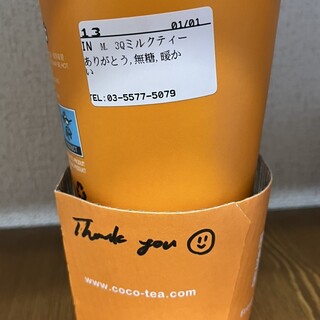 13 01/01
IN M. 3Qミルクティー
ありがとう,無糖,暖か
い
TEL:03-5577-5079
Thank you
www.coco-tea.com